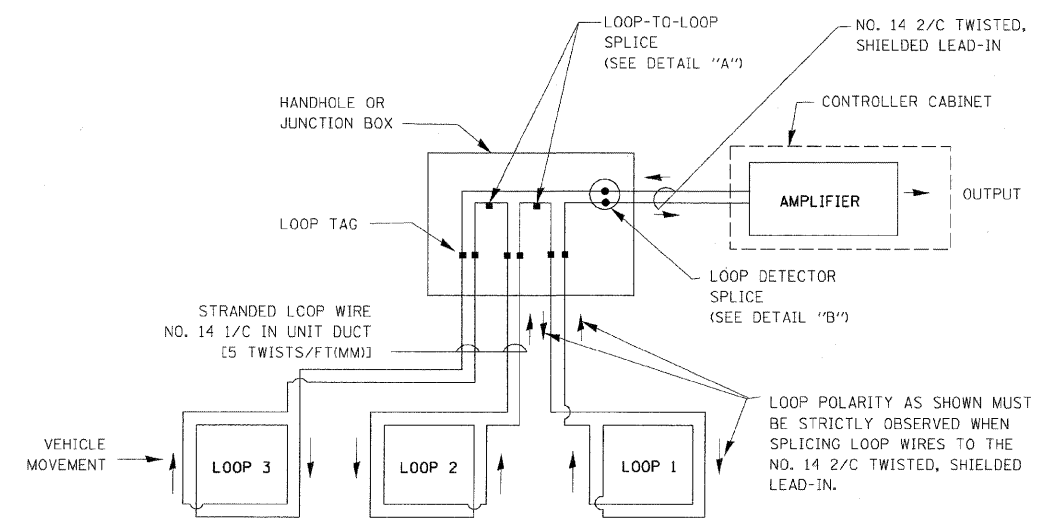 LOOP-TO-LOOP
SPLICE
(SEE DETAIL "A")
NO. 14 2/C TWISTED,
SHIELDED LEAD-IN
HANDHOLE OR
JUNCTION BOX
CONTROLLER CABINET
AMPLIFIER
OUTPUT
LOOP TAG
LOOP DETECTOR
SPLICE
(SEE DETAIL "B")
STRANDED LOOP WIRE
NO. 14 1/C IN UNIT DUCT
[5 TWISTS/FT(MM)]
LOOP POLARITY AS SHOWN MUST
BE STRICTLY OBSERVED WHEN
SPLICING LOOP WIRES TO THE
NO. 14 2/C TWISTED, SHIELDED
LEAD-IN.
VEHICLE
MOVEMENT
LOOP 3
LOOP 2
LOOP 1